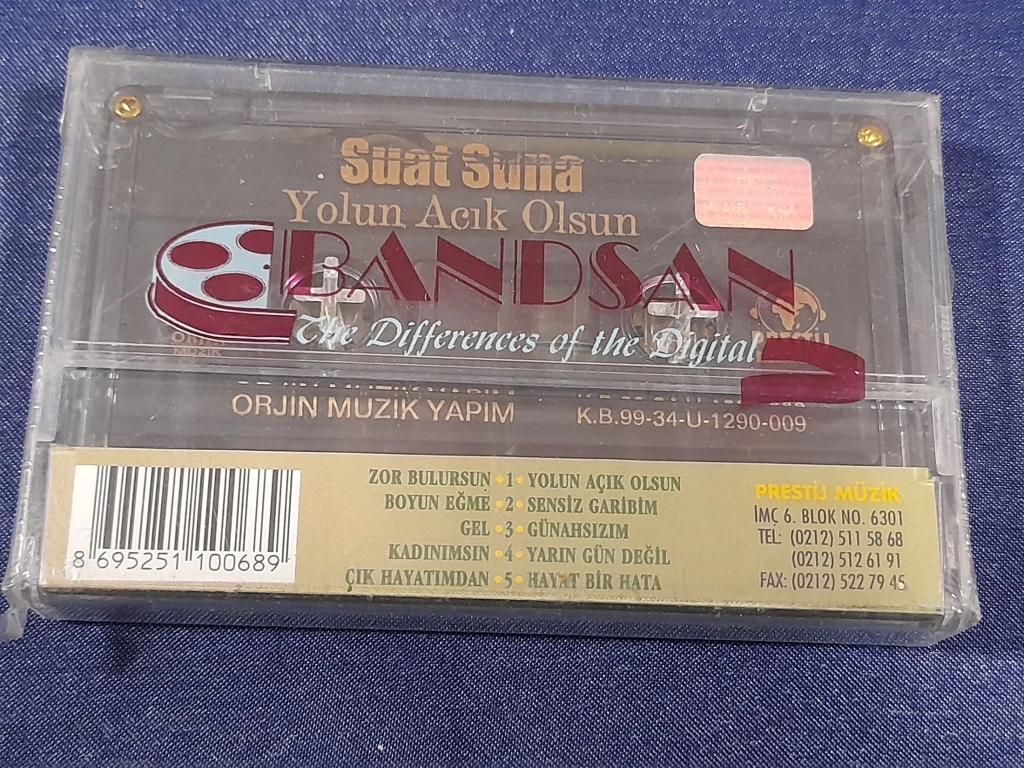 Suat Suna
Yolun Acık Olsun
BANDSAN
The Differences of the Digital
MUZIK
ORJIN MUZIK YAPIM
K.B.99-34-U-1290-009
8 695251 100689
ZOR BULURSUN • 1 • YOLUN AÇIK OLSUN
BOYUN EĞME • 2 • SENSİZ GARİBİM
GEL • 3 • GÜNAHSIZIM
KADINIMSIN • 4 • YARIN GÜN DEĞİL
ÇIK HAYATIMDAN • 5 • HAYAT BİR HATA
PRESTİJ MÜZİK
İMÇ 6. BLOK NO. 6301
TEL: (0212) 511 58 68
(0212) 512 61 91
FAX: (0212) 522 79 45